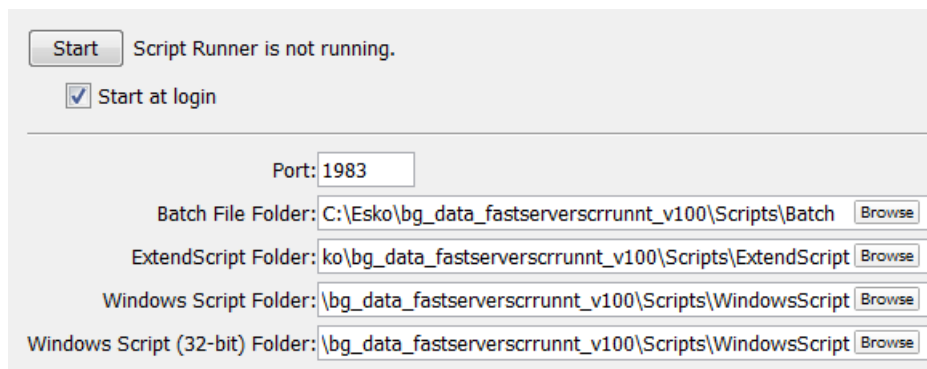 Start Script Runner is not running.
Start at login
Port: 1983
Batch File Folder: C:\Esko\bg_data_fastserverscrrunnt_v100\Scripts\Batch Browse
ExtendScript Folder: ko\bg_data_fastserverscrrunnt_v100\Scripts\ExtendScript Browse
Windows Script Folder: \bg_data_fastserverscrrunnt_v100\Scripts\WindowsScript Browse
Windows Script (32-bit) Folder: \bg_data_fastserverscrrunnt_v100\Scripts\WindowsScript Browse